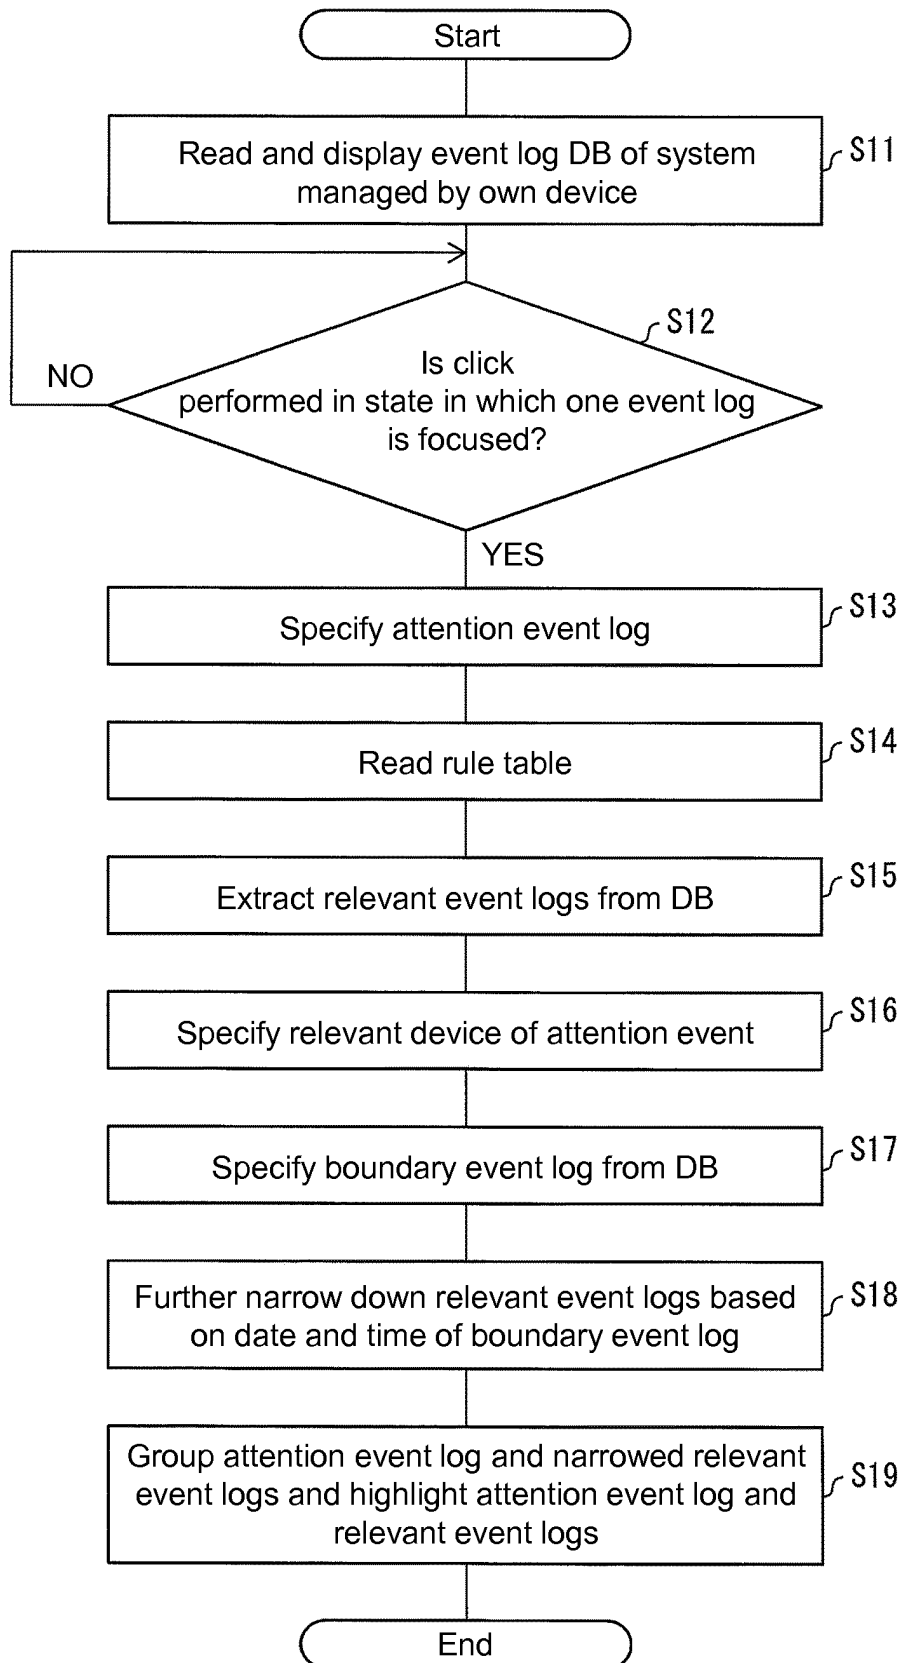 Start
Read and display event log DB of system
managed by own device
S11
S12
Is click
performed in state in which one event log
is focused?
NO
YES
Specify attention event log
S13
Read rule table
S14
Extract relevant event logs from DB
S15
Specify relevant device of attention event
S16
Specify boundary event log from DB
S17
Further narrow down relevant event logs based
on date and time of boundary event log
S18
Group attention event log and narrowed relevant
event logs and highlight attention event log and
relevant event logs
S19
End